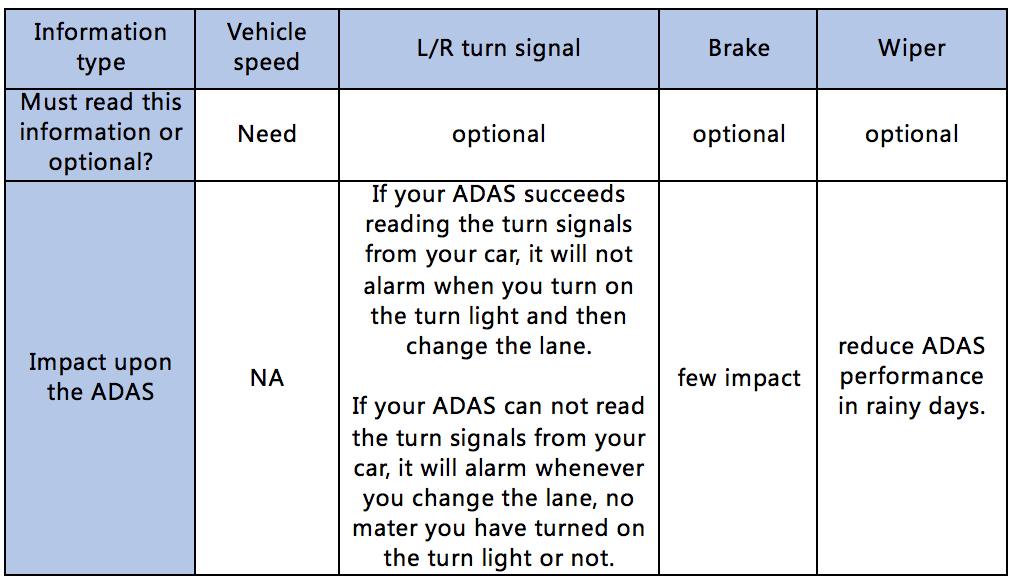 Information
type
Vehicle
speed
L/R turn signal
Brake
Wiper
Must read this
information or
optional?
Need
optional
optional
optional
Impact upon
the ADAS
NA
If your ADAS succeeds
reading the turn signals
from your car, it will not
alarm when you turn on
the turn light and then
change the lane.
If your ADAS can not read
the turn signals from your
car, it will alarm whenever
you change the lane, no
mater you have turned on
the turn light or not.
few impact
reduce ADAS
performance
in rainy days.